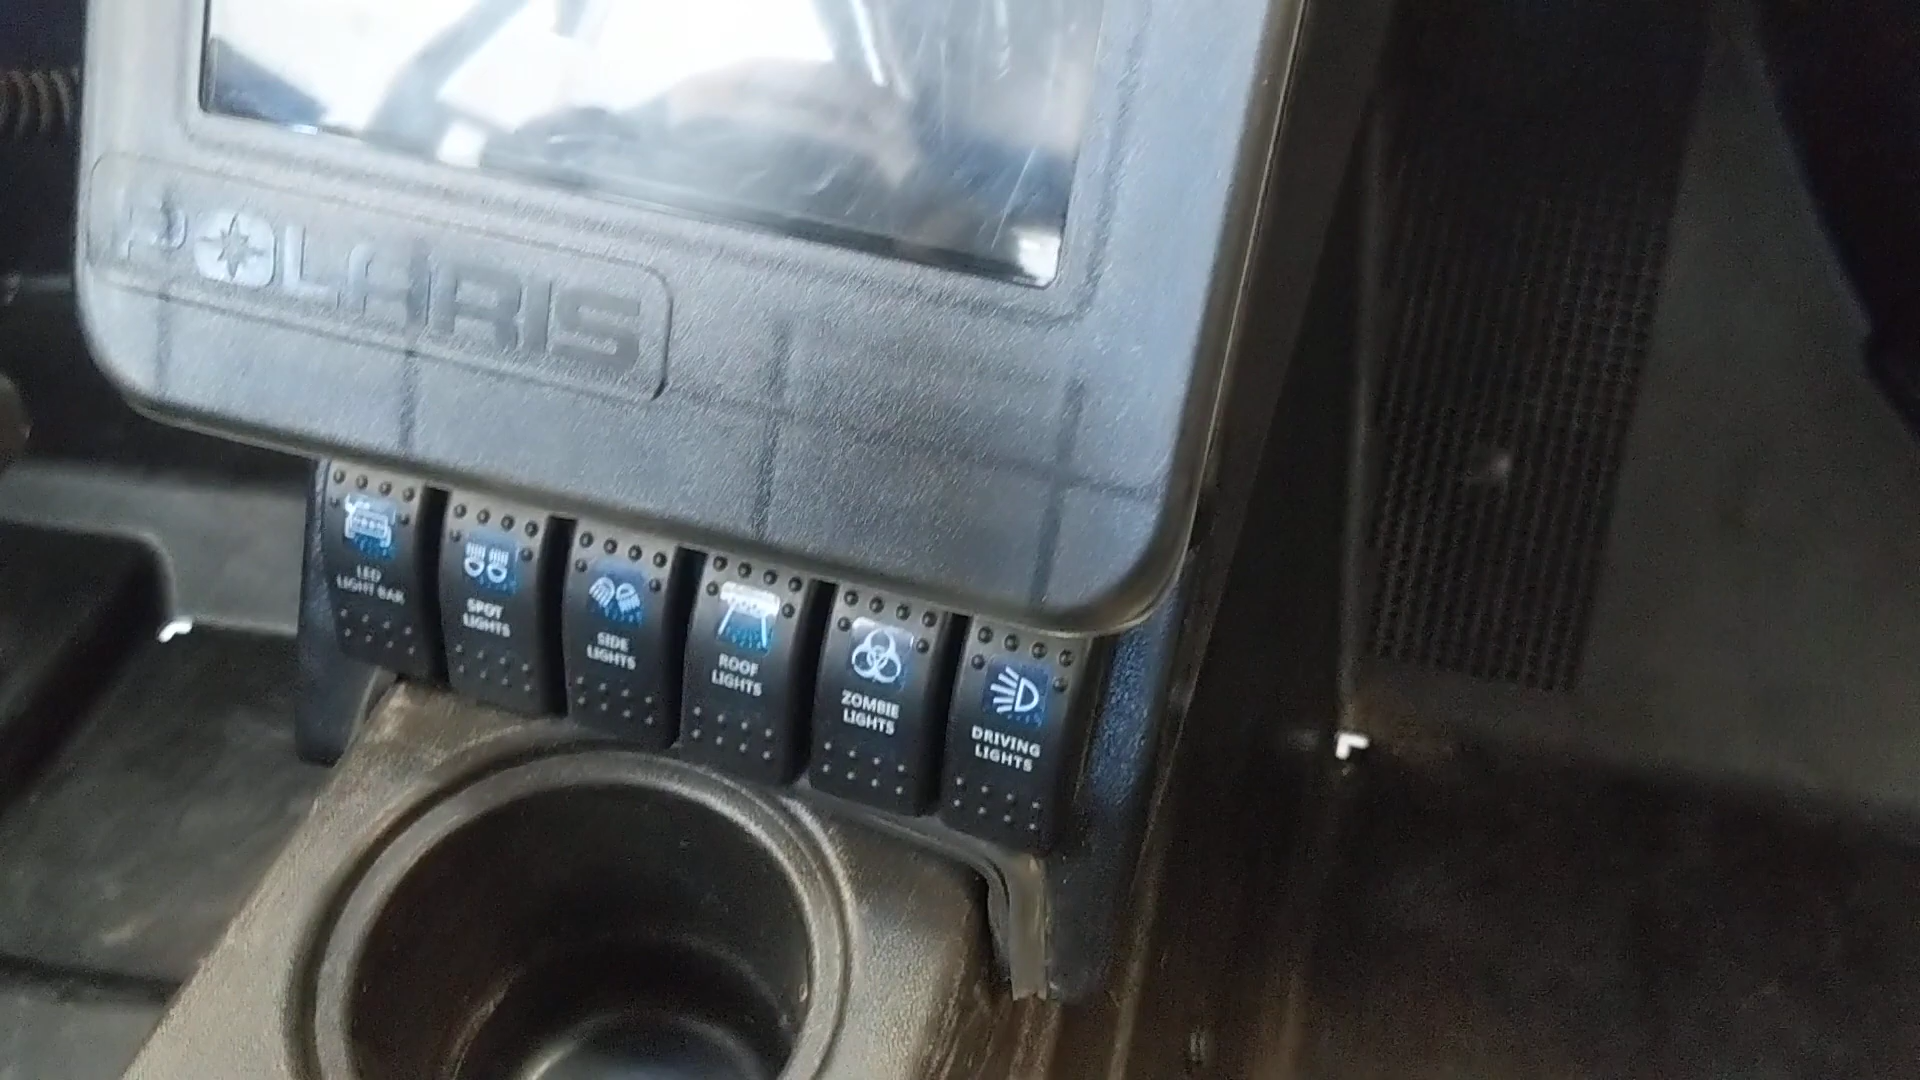 POLARIS
LED
LIGHT BAR
SPOT
LIGHTS
SIDE
LIGHTS
ROOF
LIGHTS
ZOMBIE
LIGHTS
DRIVING
LIGHTS